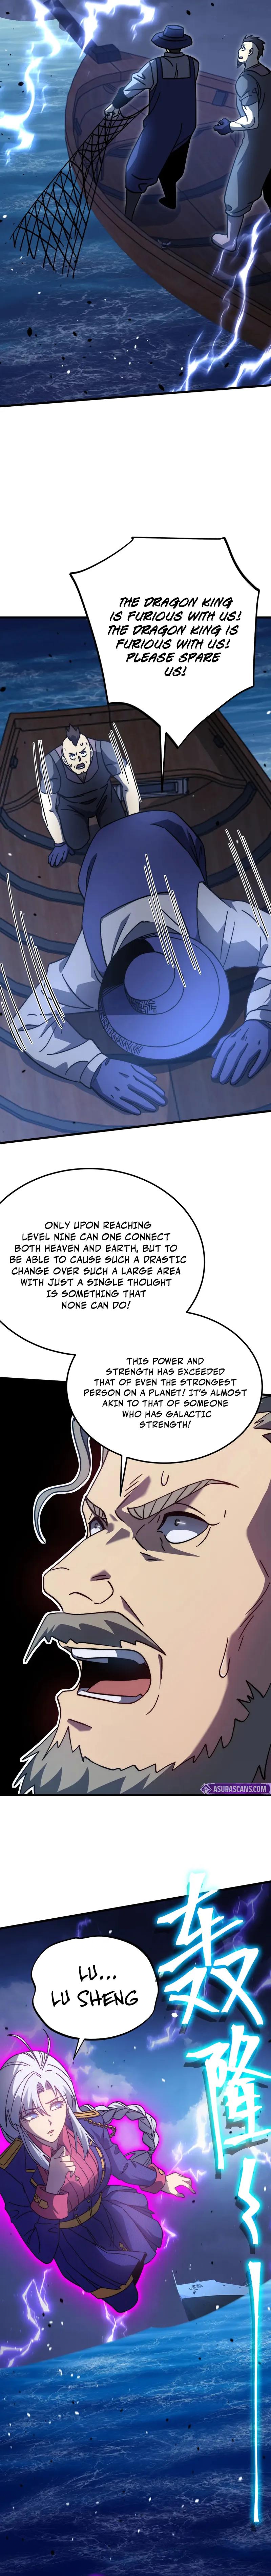 THE DRAGON KING
IS FURIOUS WITH US!
THE DRAGON KING IS
FURIOUS WITH US!
PLEASE SPARE
US!
ONLY UPON REACHING
LEVEL NINE CAN ONE CONNECT
BOTH HEAVEN AND EARTH, BUT TO
BE ABLE TO CAUSE SUCH A DRASTIC
CHANGE OVER SUCH A LARGE AREA
WITH JUST A SINGLE THOUGHT
IS SOMETHING THAT
NONE CAN DO!
THIS POWER AND
STRENGTH HAS EXCEEDED
THAT OF EVEN THE STRONGEST
PERSON ON A PLANET! IT'S ALMOST
AKIN TO THAT OF SOMEONE
WHO HAS GALACTIC
STRENGTH!
ASURASCANS.COM
LU...
LU SHENG
轰
隆
~
!